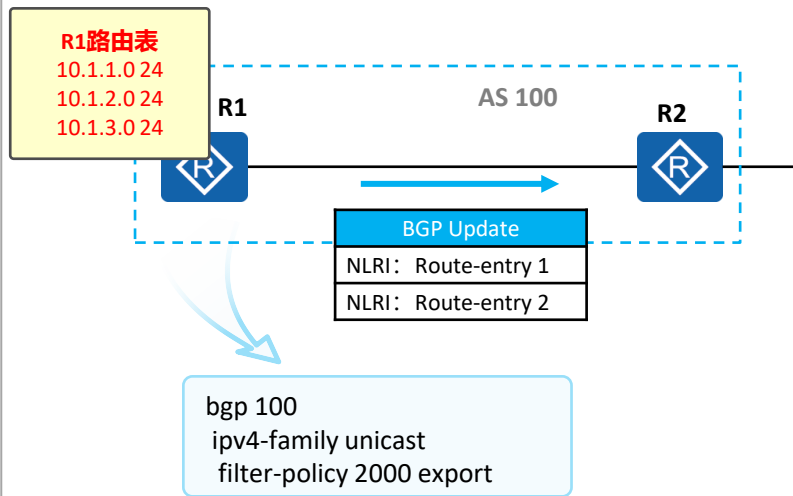 R1路由表
10.1.1.0 24
10.1.2.0 24
10.1.3.0 24
R1
AS 100
R2
R
R
BGP Update
NLRI：Route-entry 1
NLRI：Route-entry 2
bgp 100
ipv4-family unicast
filter-policy 2000 export